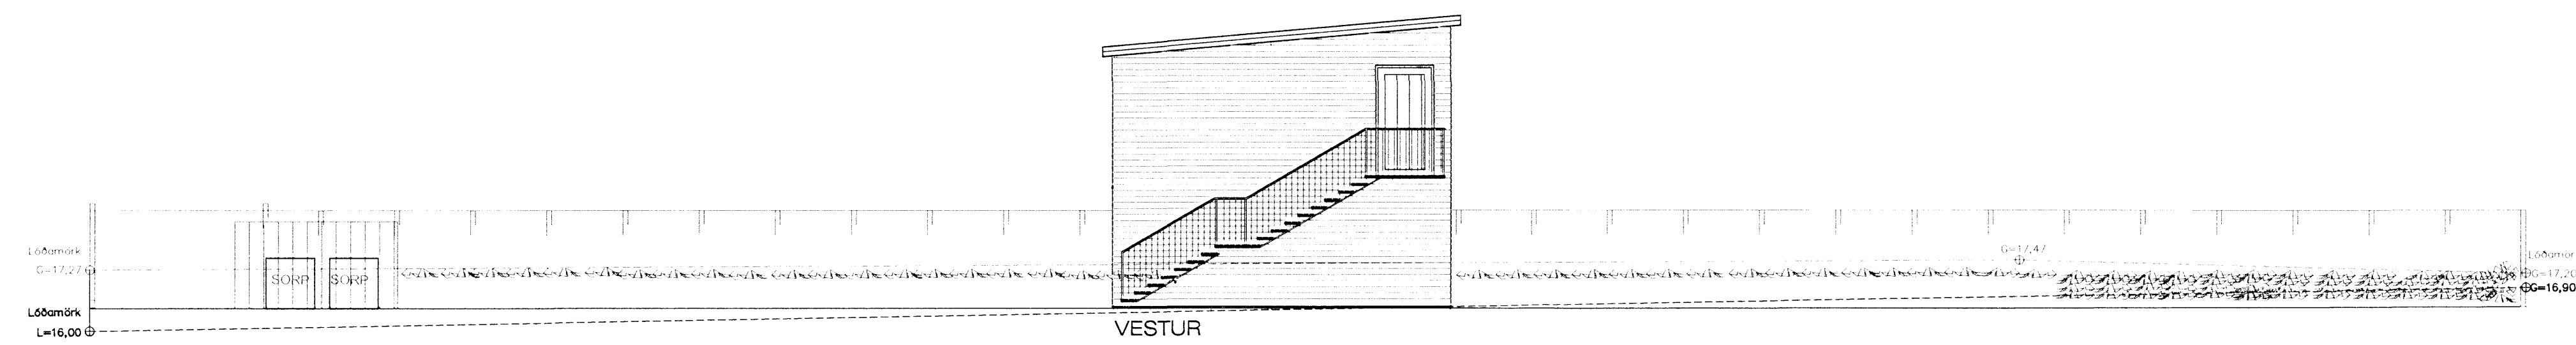 Lóðamörk
G=17,27
SORP
SORP
Lóðamörk
L=16,00
VESTUR
G=17,47
Lóðamör
G=17,20
G=16,90